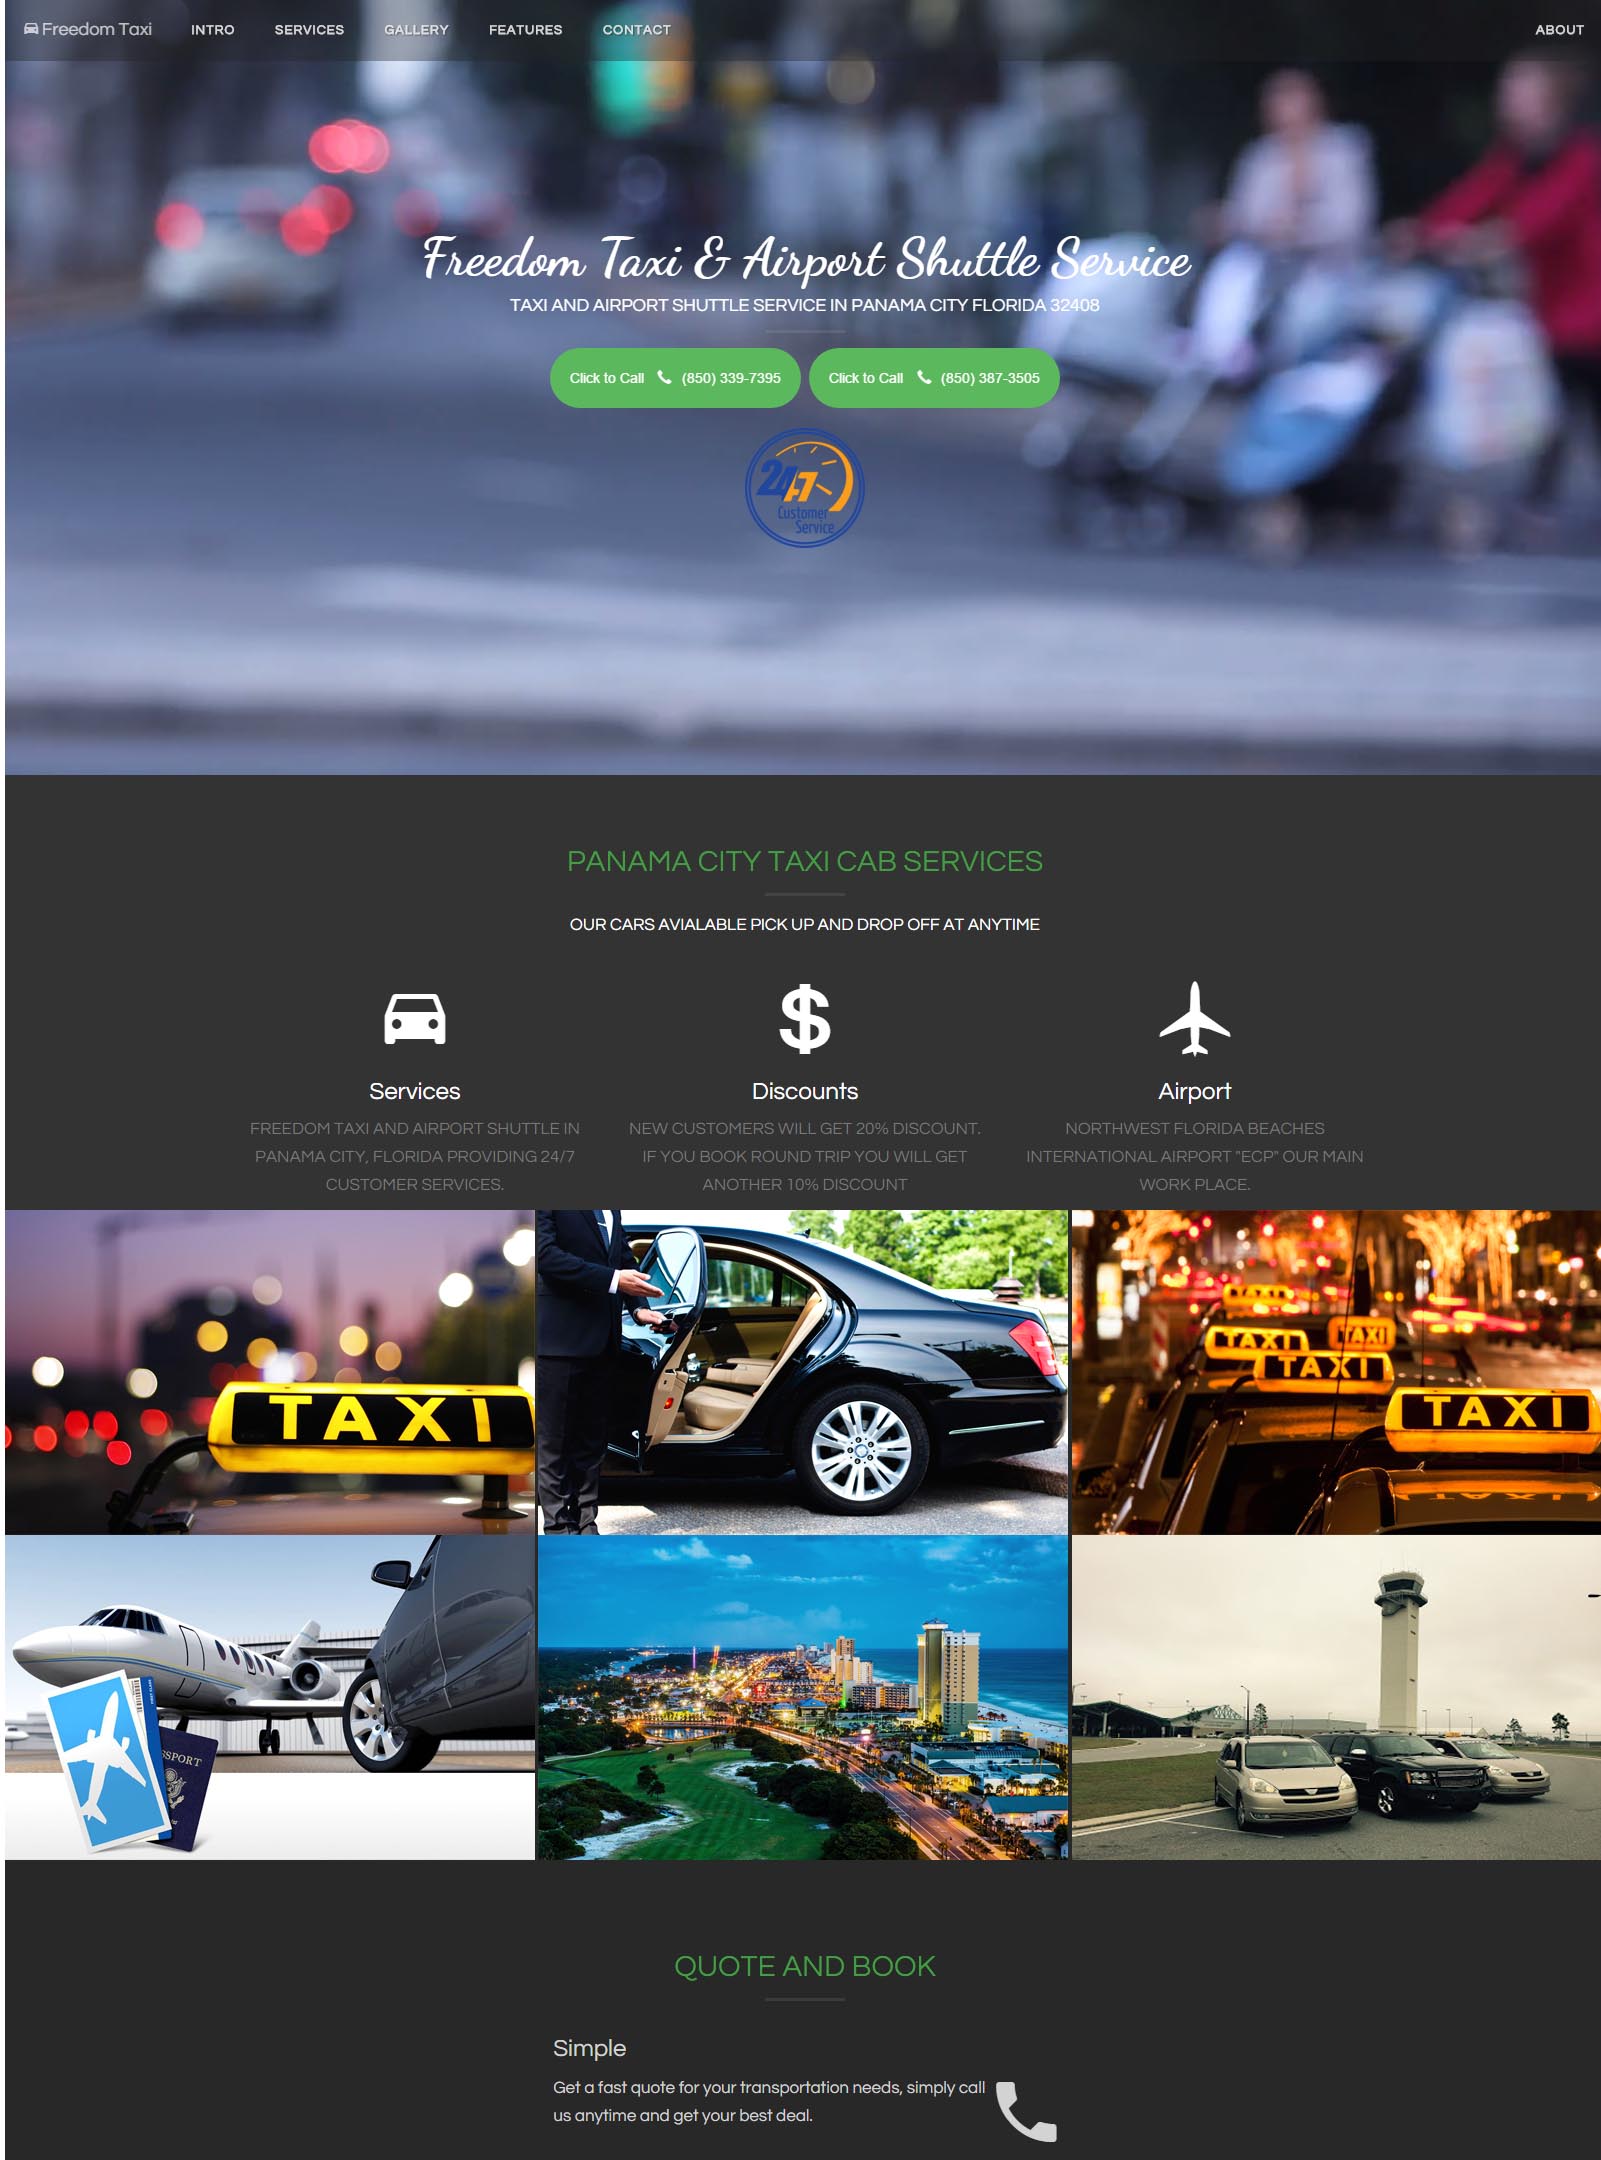 Freedom Taxi INTRO SERVICES GALLERY FEATURES CONTACT ABOUT
Freedom Taxi & Airport Shuttle Service
TAXI AND AIRPORT SHUTTLE SERVICE IN PANAMA CITY FLORIDA 32408
Click to Call (850) 339-7395
Click to Call (850) 387-3505
24/7
Customer
Service
PANAMA CITY TAXI CAB SERVICES
OUR CARS AVIALABLE PICK UP AND DROP OFF AT ANYTIME
Services
FREEDOM TAXI AND AIRPORT SHUTTLE IN
PANAMA CITY, FLORIDA PROVIDING 24/7
CUSTOMER SERVICES.
Discounts
NEW CUSTOMERS WILL GET 20% DISCOUNT.
IF YOU BOOK ROUND TRIP YOU WILL GET
ANOTHER 10% DISCOUNT
Airport
NORTHWEST FLORIDA BEACHES
INTERNATIONAL AIRPORT "ECP" OUR MAIN
WORK PLACE.
TAXI
TAXI
TAXI
TAXI
TAXI
TAXI
SSPORT
QUOTE AND BOOK
Simple
Get a fast quote for your transportation needs, simply call
us anytime and get your best deal.